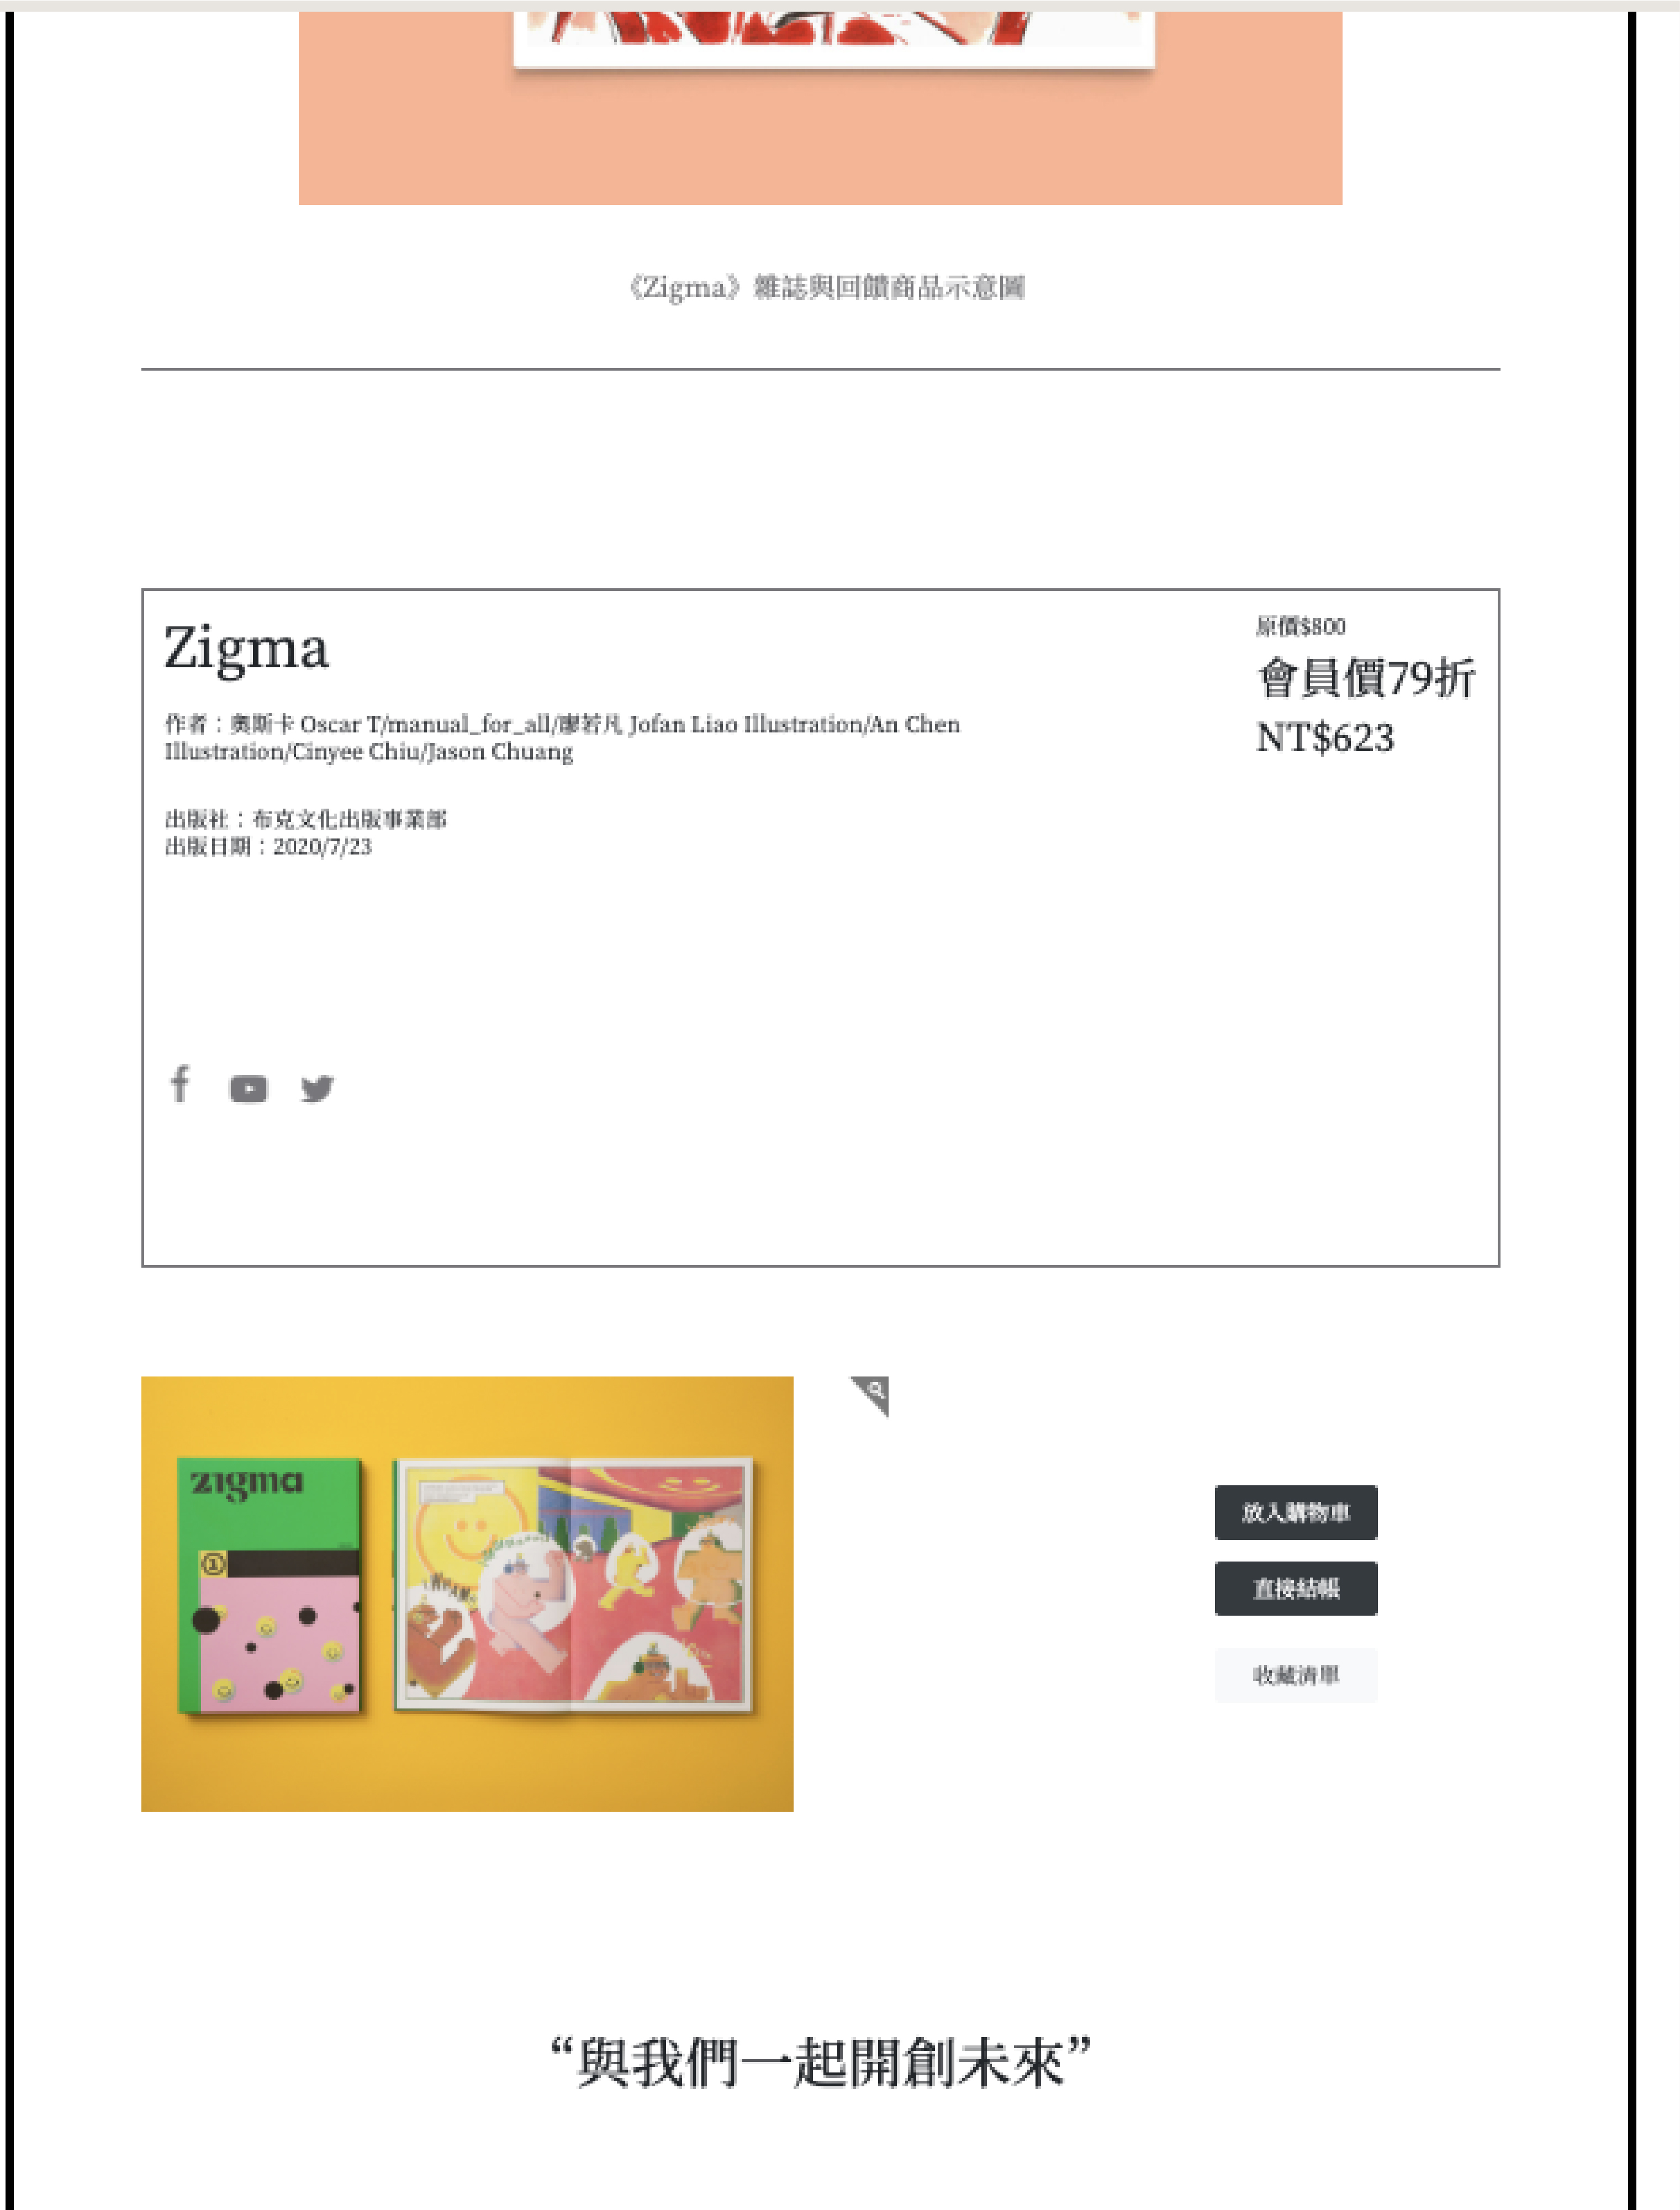 《Zigma》雜誌與回饋商品示意圖
Zigma
原價$800
會員價79折
NT$623
作者：奧斯卡 Oscar T/manual_for_all/廖若凡 Jofan Liao Illustration/An Chen
Illustration/Cinyee Chiu/Jason Chuang
出版社：布克文化出版事業部
出版日期：2020/7/23
zigma
1
放入購物車
直接結帳
收藏清單
“與我們一起開創未來”